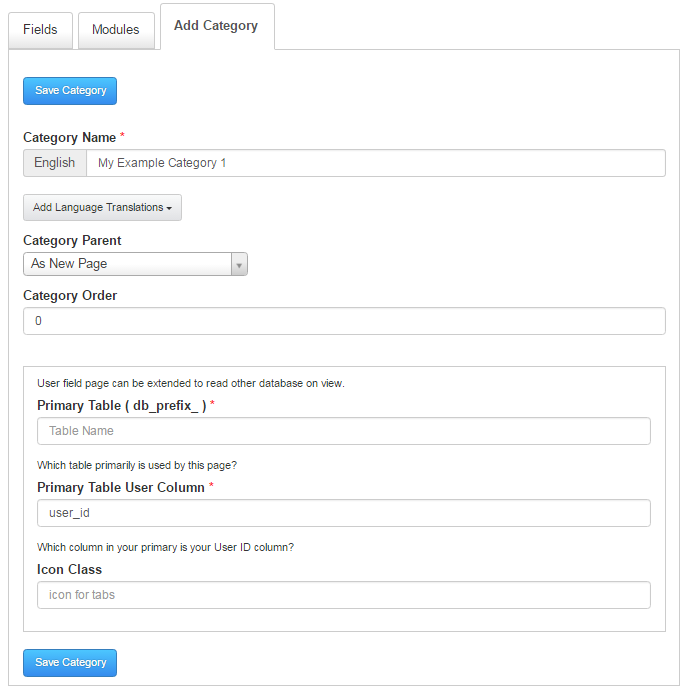 Fields Modules Add Category
Save Category
Category Name *
English My Example Category 1
Add Language Translations
Category Parent
As New Page
Category Order
0
User field page can be extended to read other database on view.
Primary Table ( db_prefix_ ) *
Table Name
Which table primarily is used by this page?
Primary Table User Column *
user_id
Which column in your primary is your User ID column?
Icon Class
icon for tabs
Save Category